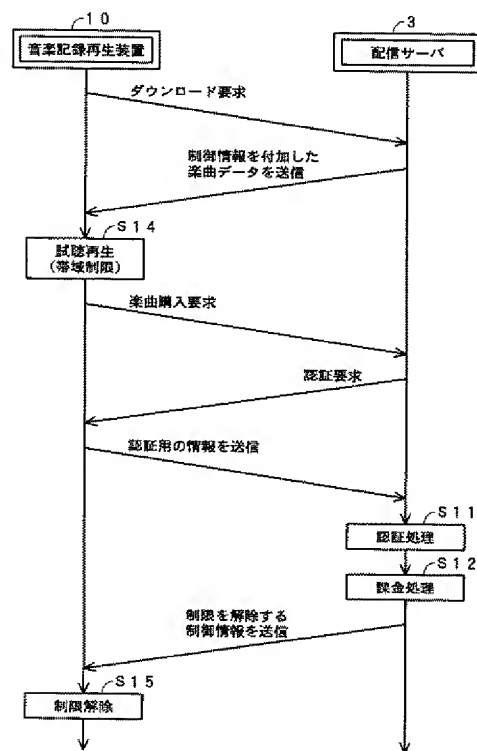 10
音楽記録再生装置
3
配信サーバ
ダウンロード要求
制御情報を付加した
楽曲データを送信
S14
試聴再生
(帯域制限)
楽曲購入要求
認証要求
認証用の情報を送信
S11
認証処理
S12
課金処理
制限を解除する
制御情報を送信
S15
制限解除